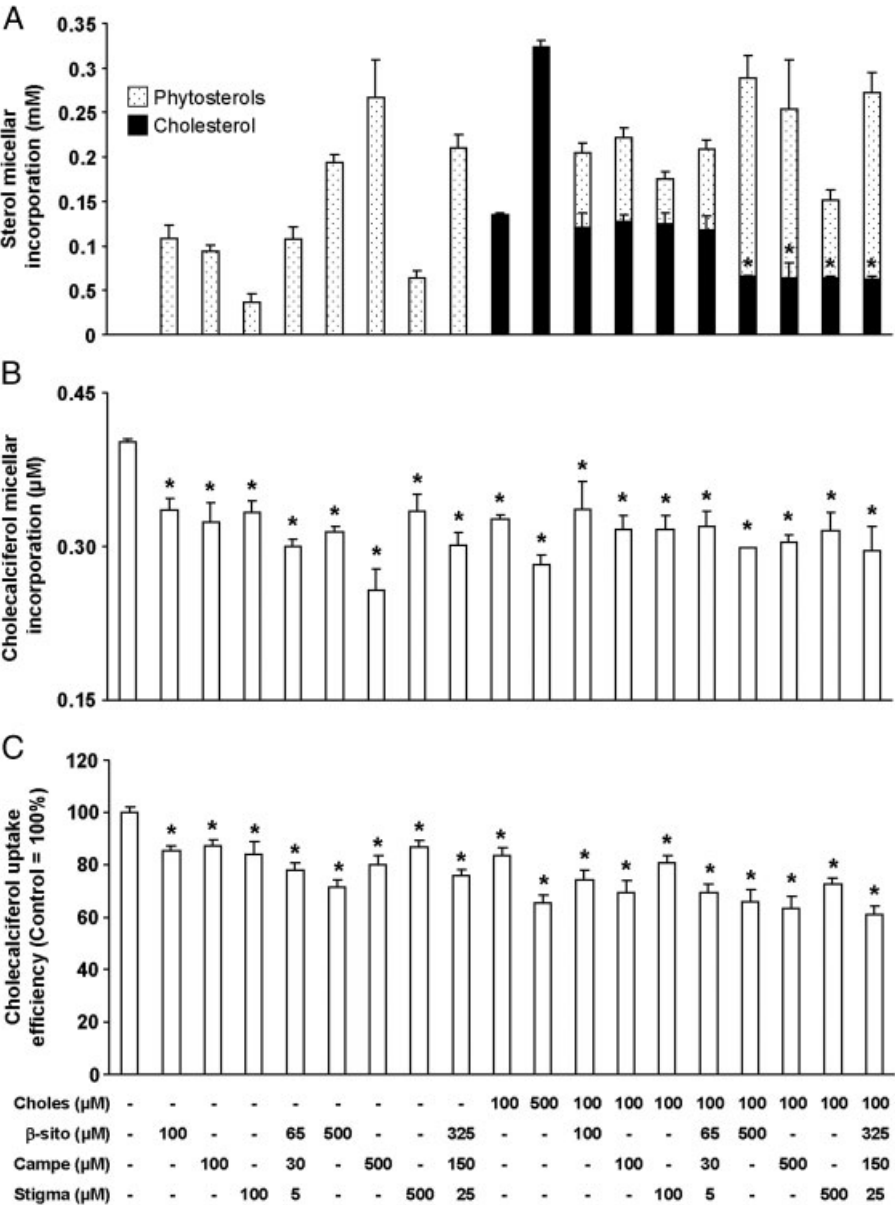 A
Sterol micellar
incorporation (mM)
0.35
0.3
0.25
0.2
0.15
0.1
0.5
0
Phytosterols
Cholesterol
* * * *
B
Cholecalciferol micellar
incorporation (µM)
0.45
0.30
0.15
* * * * * * * * * * * * * * * * * *
C
Cholecalciferol uptake
efficiency (Control = 100%)
120
100
80
60
40
20
0
* * * * * * * * * * * * * * * * * *
Choles (µM) - - - - - - - - - 100 500 100 100 100 100 100 100 100 100
β-sito (µM) - 100 - - 65 500 - - 325 - - 100 - - 65 500 - - 325
Campe (µM) - - 100 - 30 - 500 - 150 - - - 100 - 30 - 500 - 150
Stigma (µM) - - - 100 5 - - 500 25 - - - - 100 5 - - 500 25